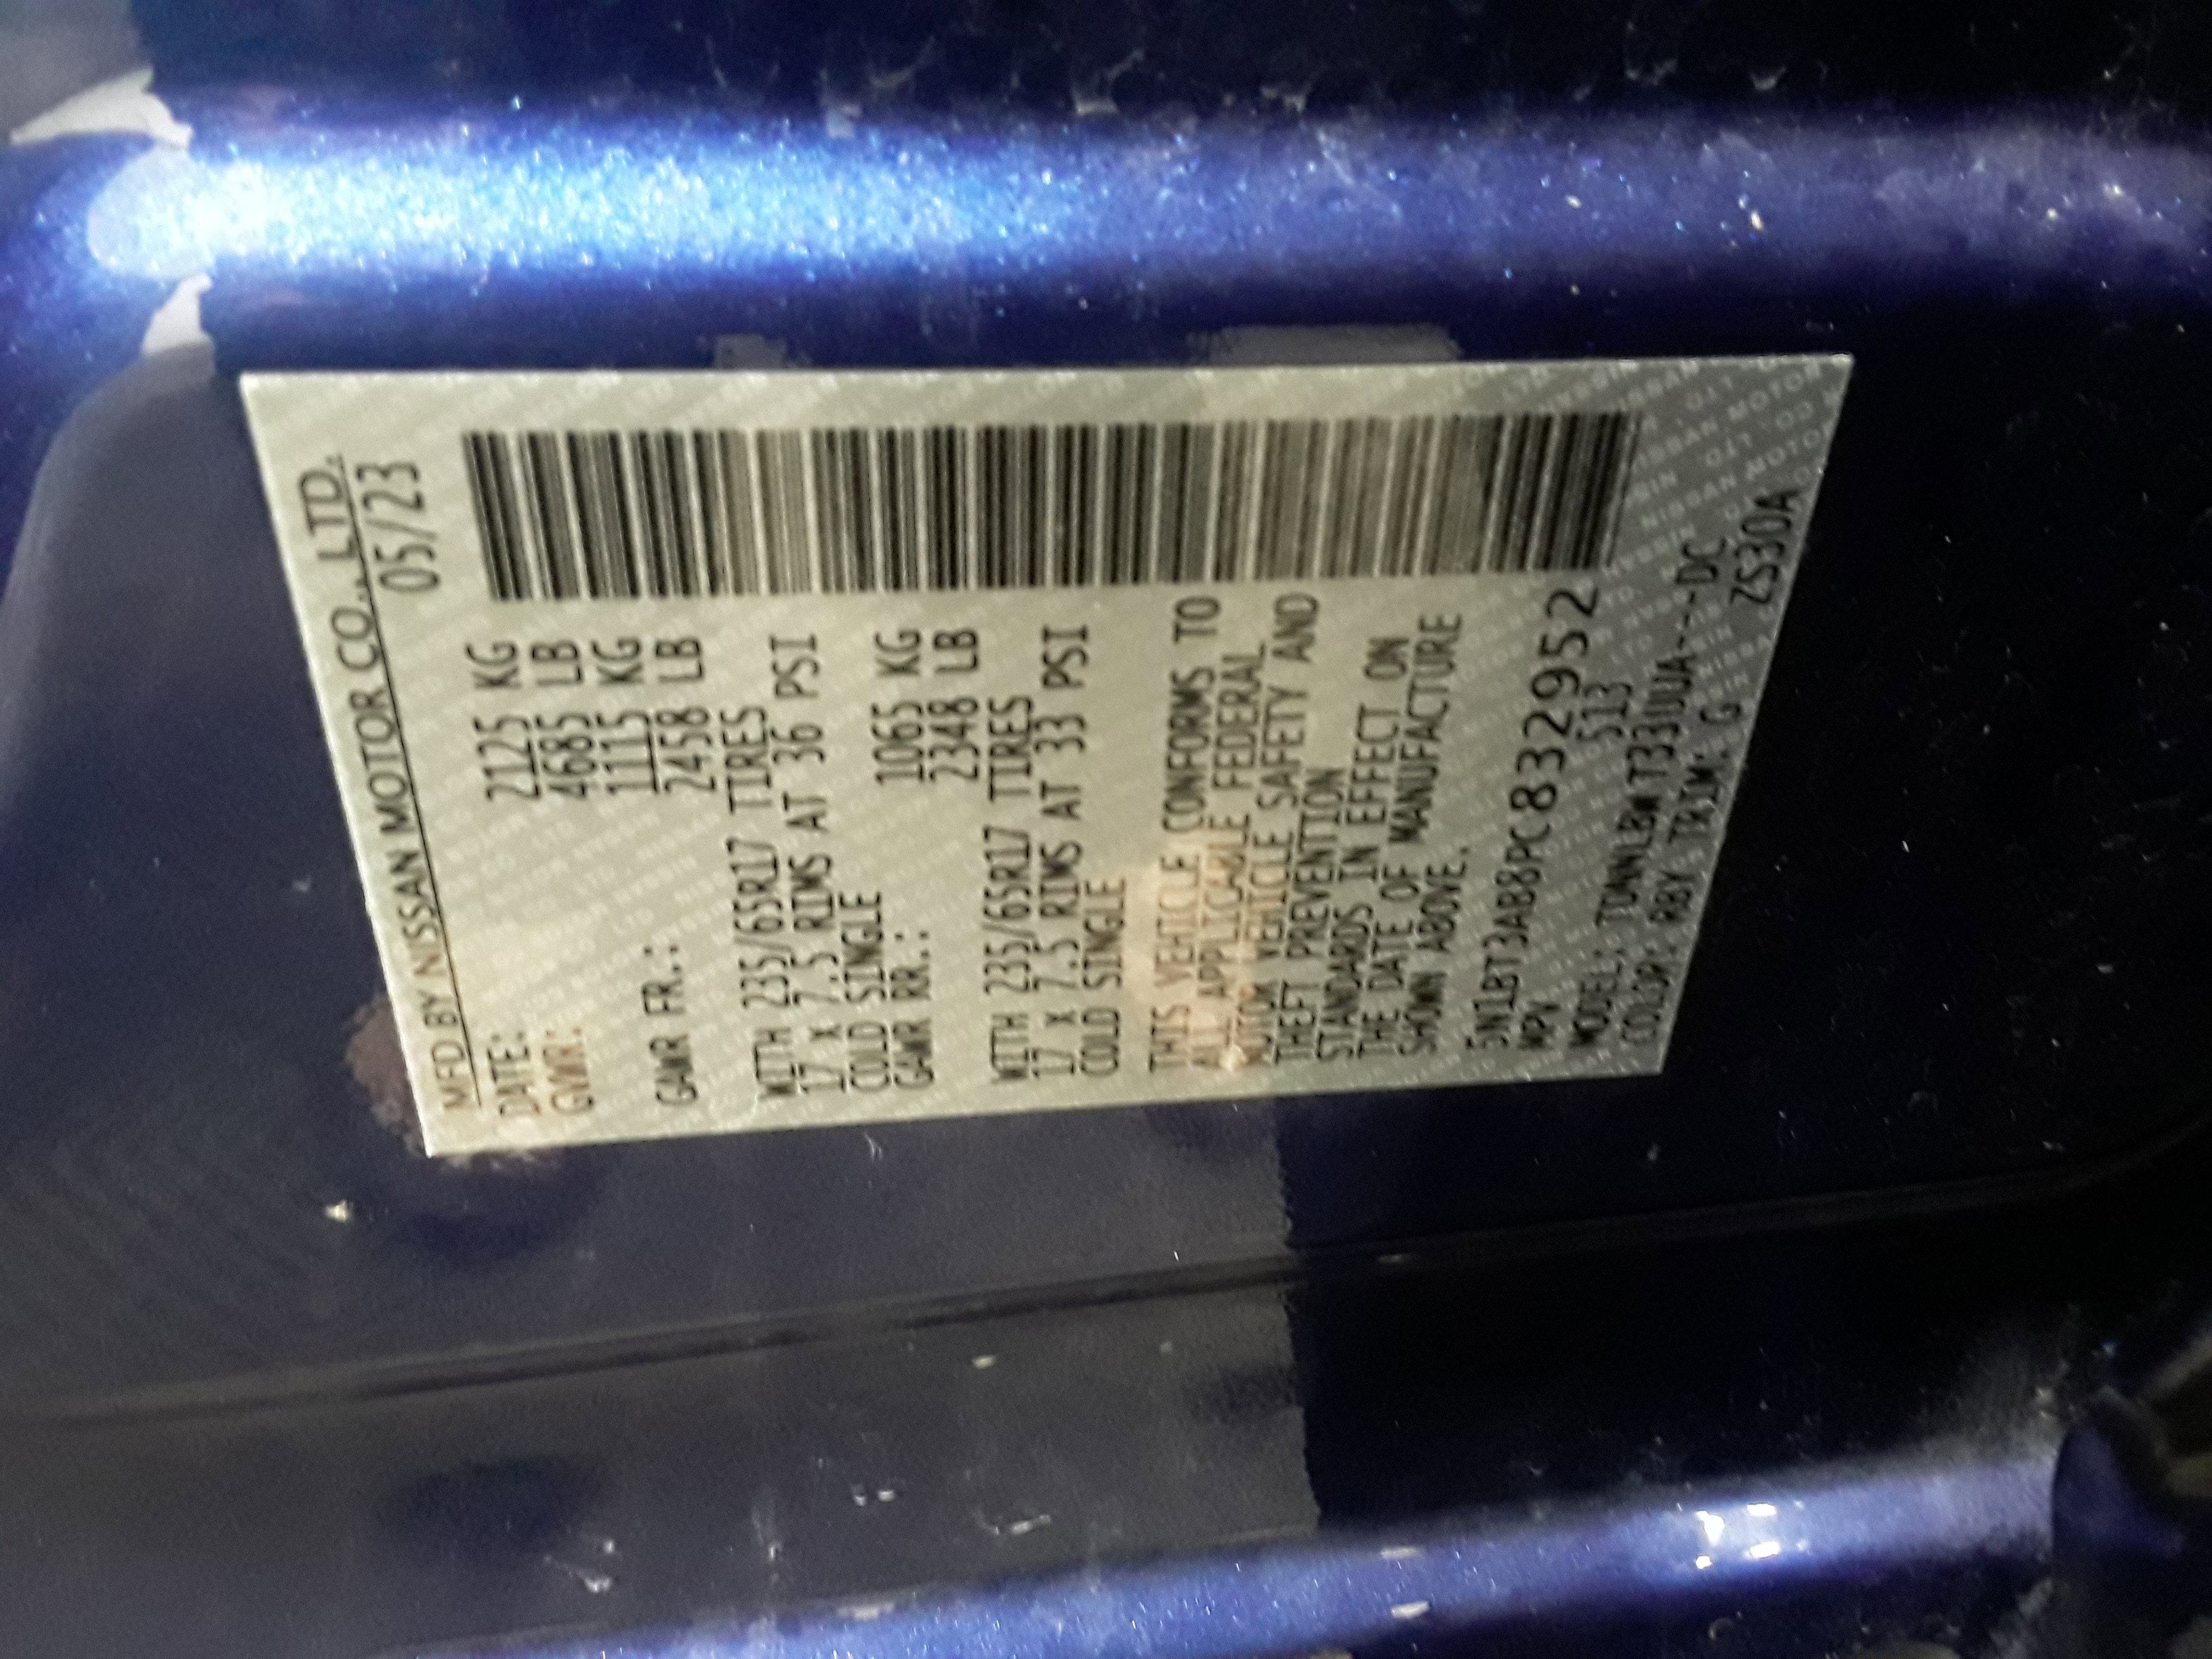 MFD BY NISSAN MOTOR CO., LTD.
DATE: 05/23
GVWR: 2125 KG
4685 LB
GAWR FR.: 1115 KG
2458 LB
WITH 235/65R17 TIRES
17 X 7.5 RIMS AT 36 PSI
COLD SINGLE
GAWR RR.: 1065 KG
2348 LB
WITH 235/65R17 TIRES
17 X 7.5 RIMS AT 33 PSI
COLD SINGLE
THIS VEHICLE CONFORMS TO
ALL APPLICABLE FEDERAL
MOTOR VEHICLE SAFETY AND
THEFT PREVENTION
STANDARDS IN EFFECT ON
THE DATE OF MANUFACTURE
SHOWN ABOVE.
5N1BT3AB8PC832952
MPV 513
MODEL:
COLOR: RBY TRIM: G ZS30A